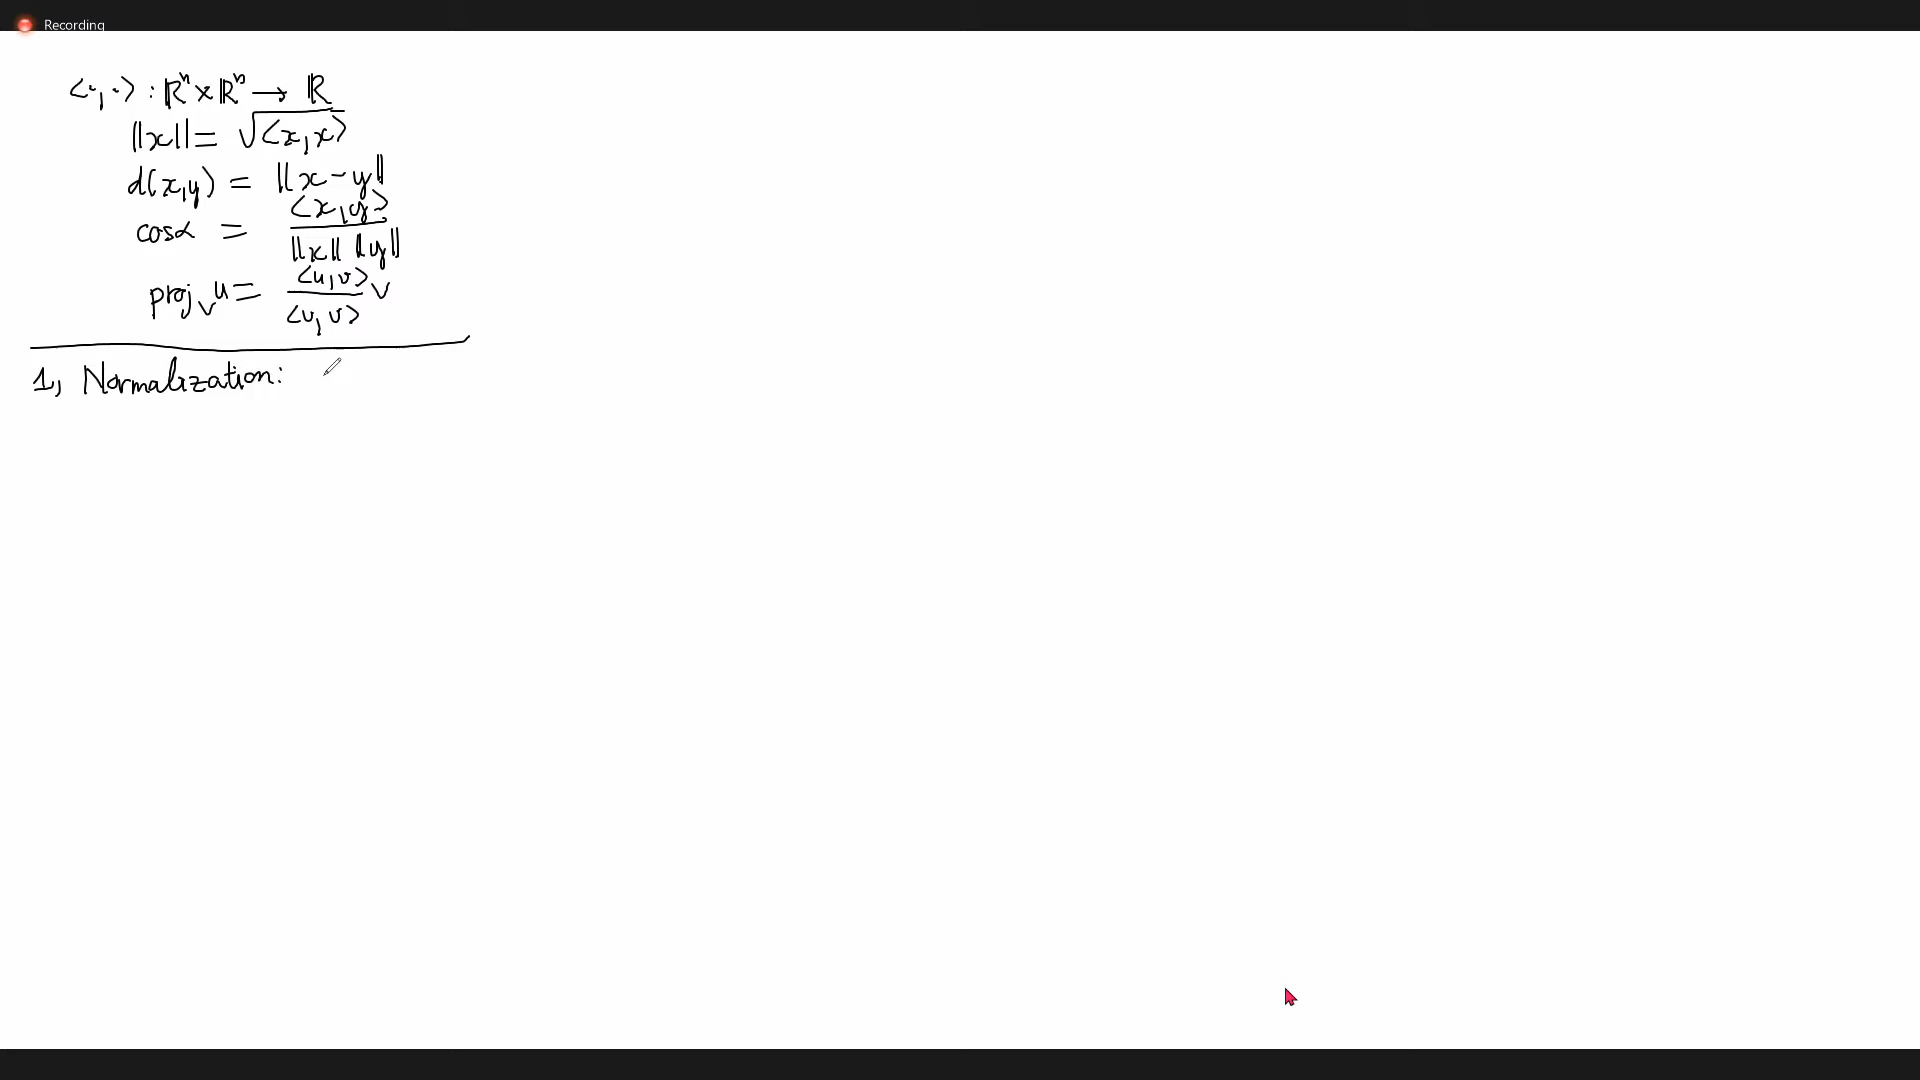 Recording
<·,·> : ℝⁿ × ℝⁿ → ℝ
||x|| = √<x,x>
d(x,y) = ||x-y||
cosα = <x,y> / ||x|| ||y||
proj_v u = <u,v> / <v,v> v
1, Normalization: